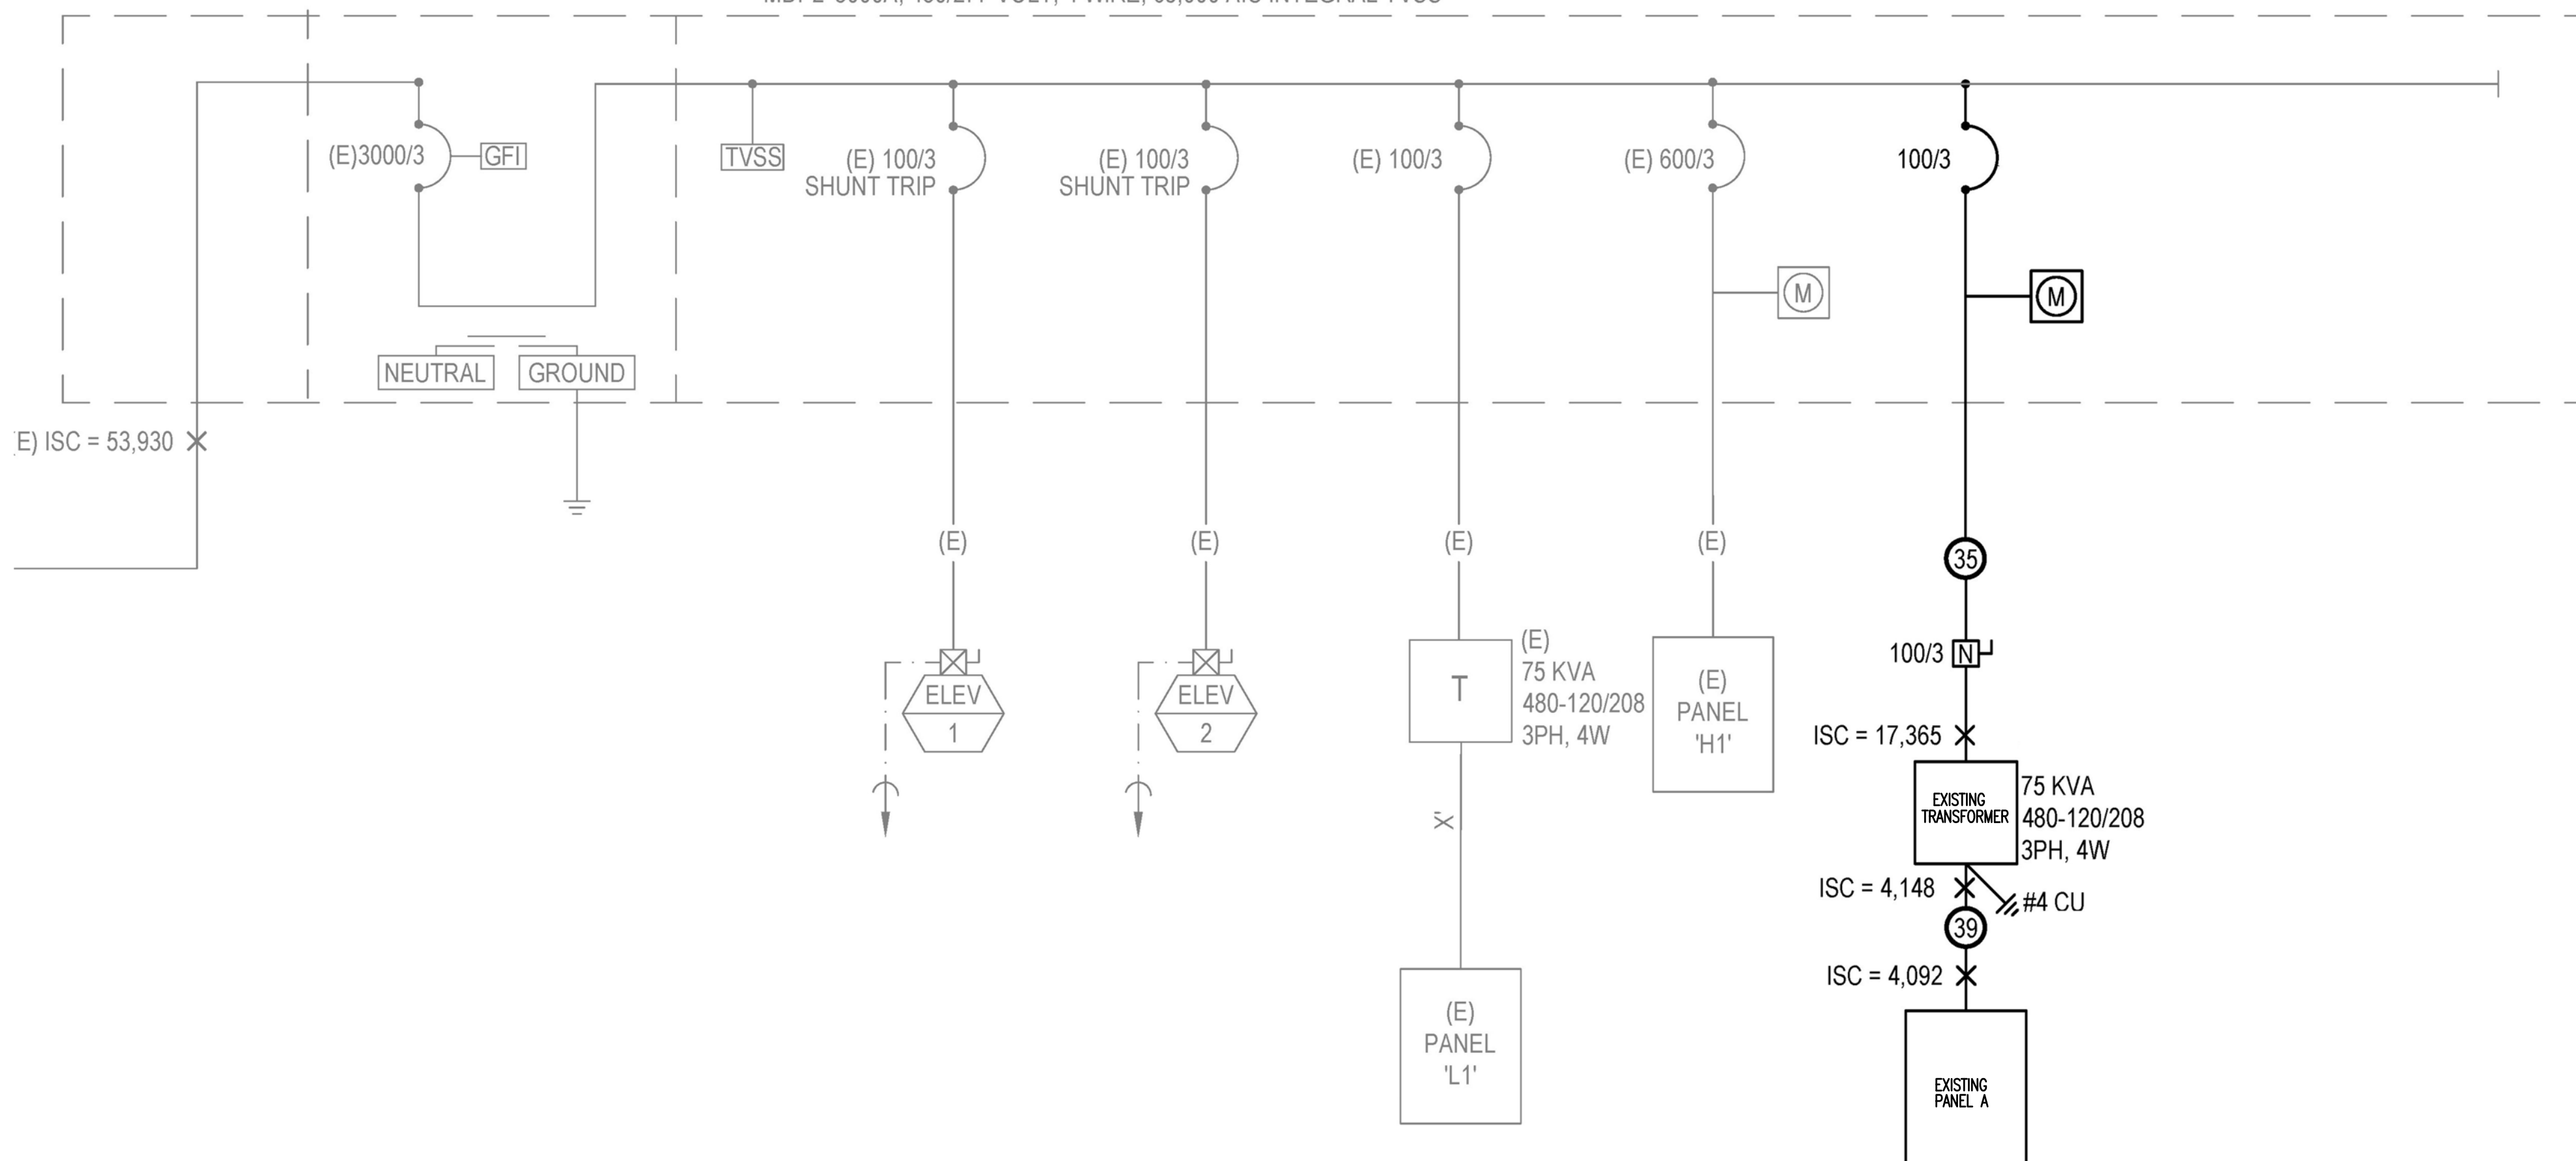 (E)3000/3
GFI
TVSS
(E) 100/3
SHUNT TRIP
(E) 100/3
SHUNT TRIP
(E) 100/3
(E) 600/3
100/3
M
M
NEUTRAL
GROUND
E) ISC = 53,930
(E)
(E)
(E)
(E)
35
100/3
N
ELEV
1
ELEV
2
T
(E)
75 KVA
480-120/208
3PH, 4W
(E)
PANEL
'H1'
ISC = 17,365
EXISTING
TRANSFORMER
75 KVA
480-120/208
3PH, 4W
X'
ISC = 4,148
#4 CU
39
ISC = 4,092
(E)
PANEL
'L1'
EXISTING
PANEL A